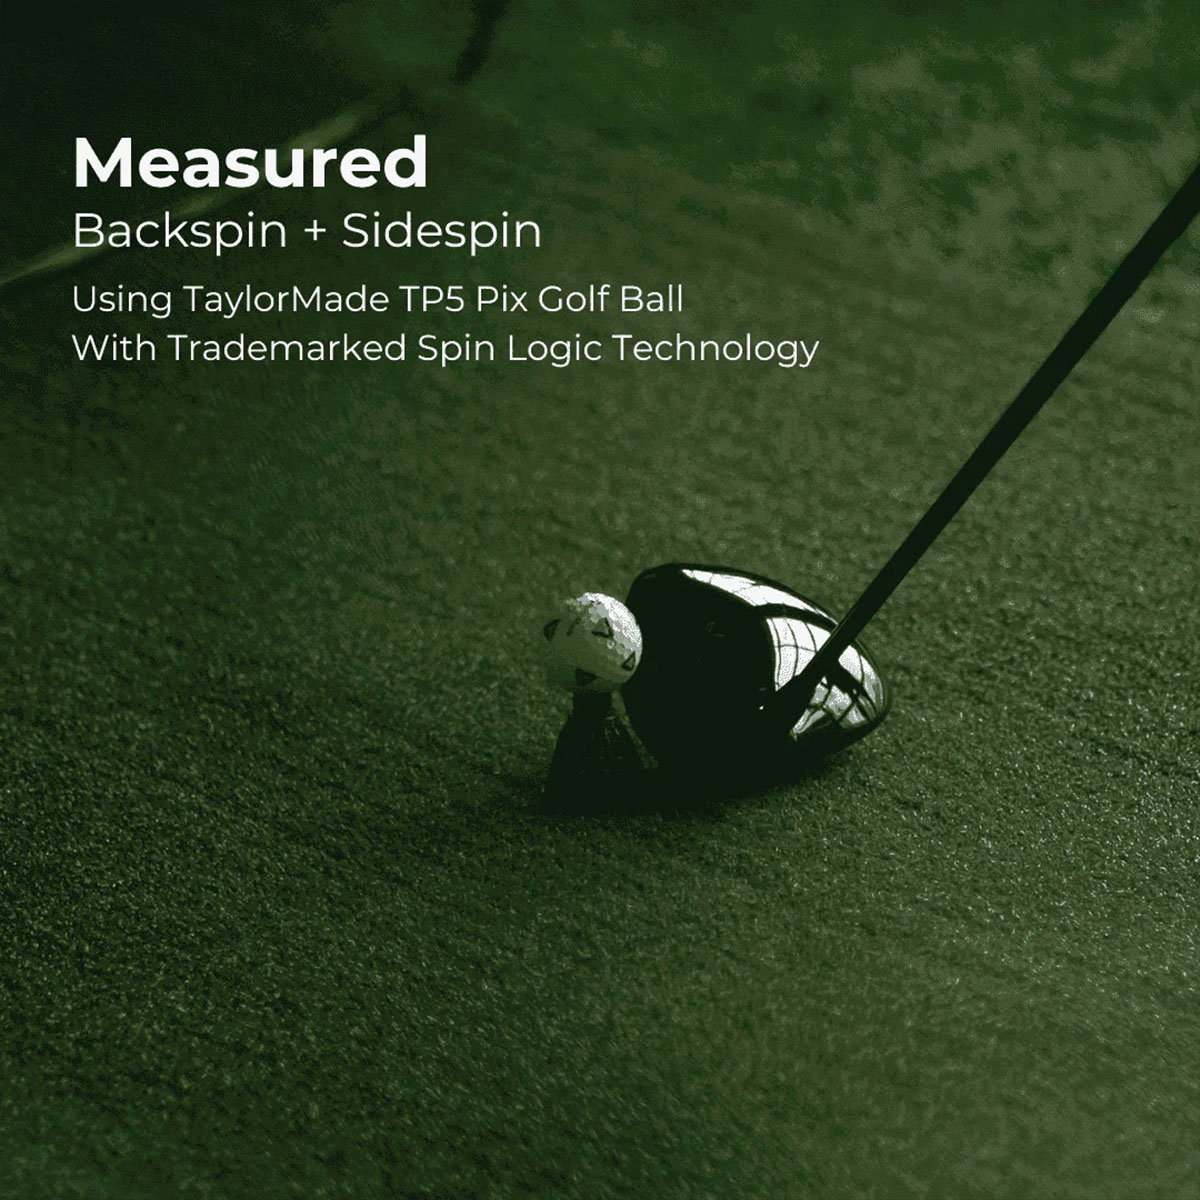 Measured
Backspin + Sidespin
Using TaylorMade TP5 Pix Golf Ball
With Trademarked Spin Logic Technology